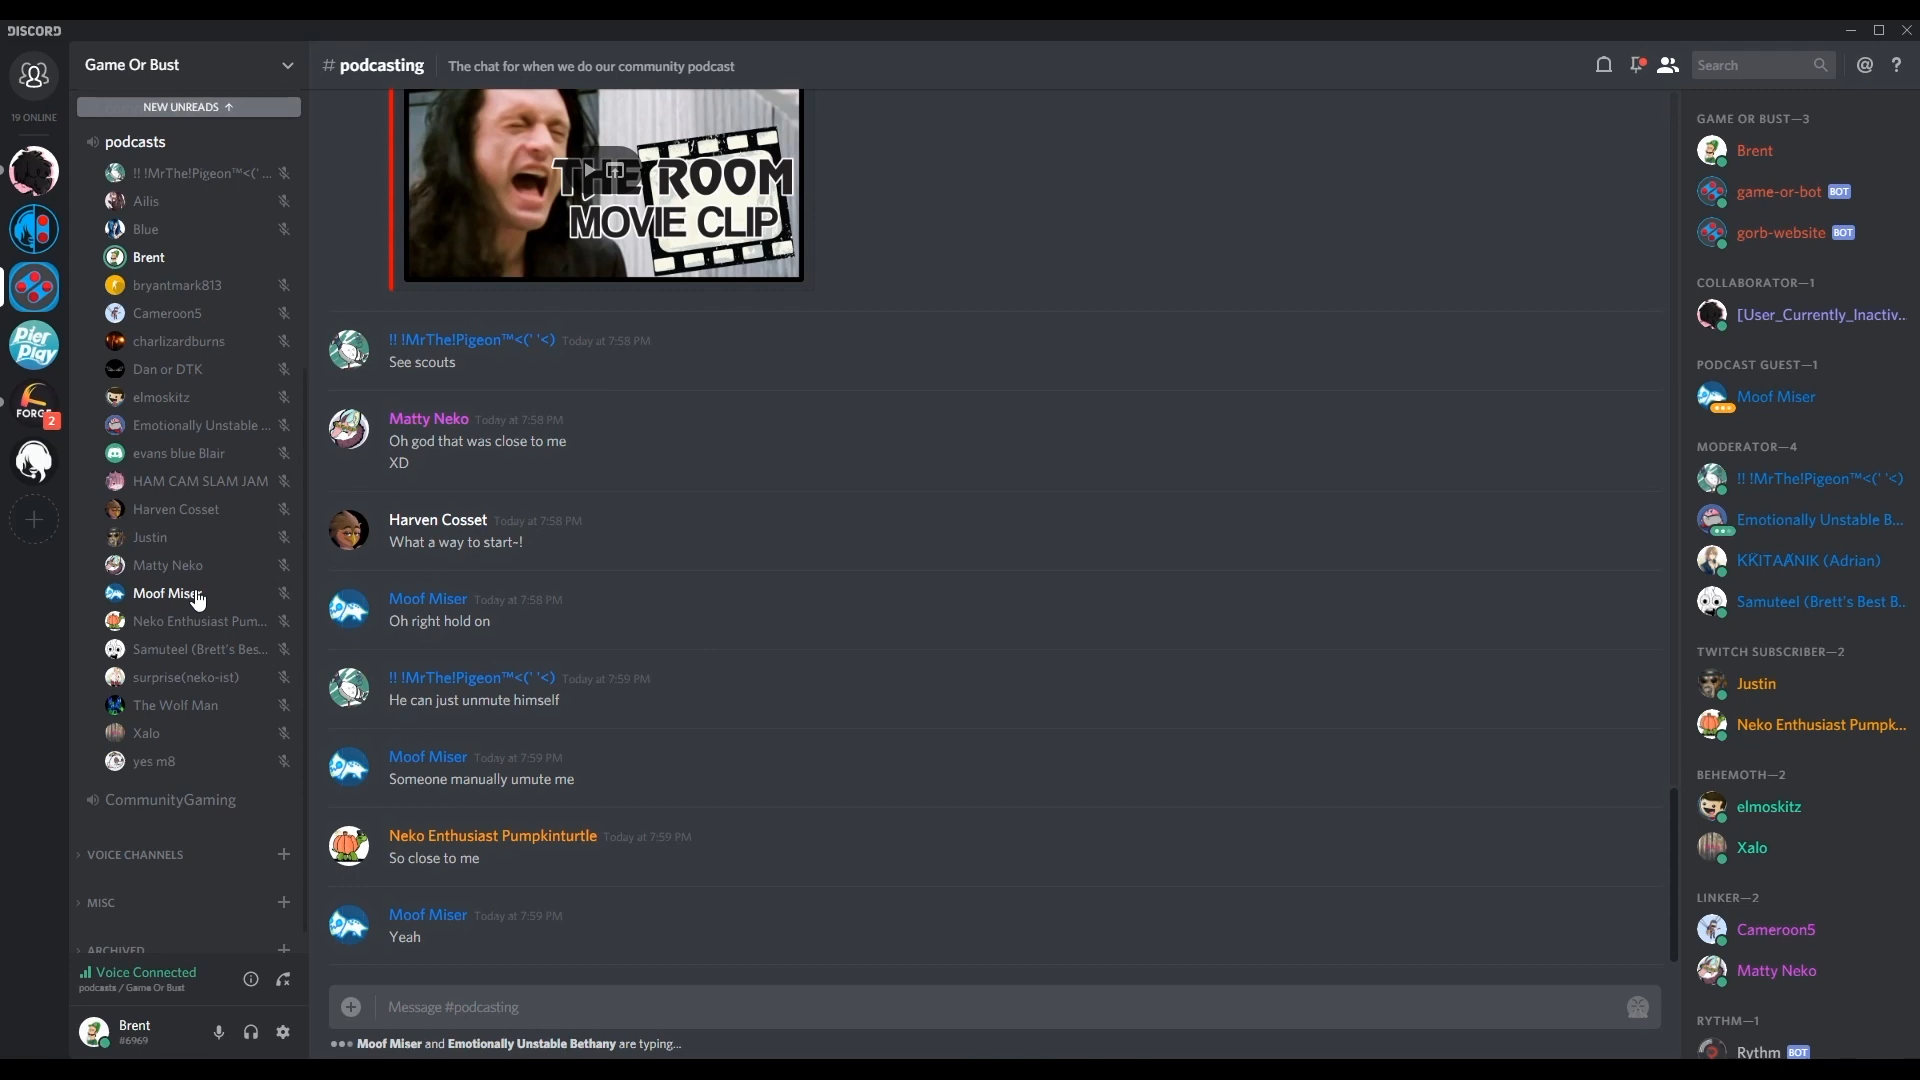 DISCORD
19 ONLINE
Pier
Play
FORGE
2
Game Or Bust
NEW UNREADS ↑
podcasts
!! !MrThe!Pigeon™<(' ...
Ailis
Blue
Brent
bryantmark813
Cameroon5
charlizardburns
Dan or DTK
elmoskitz
Emotionally Unstable ...
evans blue Blair
HAM CAM SLAM JAM
Harven Cosset
Justin
Matty Neko
Moof Miser
Neko Enthusiast Pum...
Samuteel (Brett's Bes...
surprise(neko-ist)
The Wolf Man
Xalo
yes m8
CommunityGaming
VOICE CHANNELS
MISC
ARCHIVED
Voice Connected
podcasts / Game Or Bust
Brent
#6969
# podcasting
The chat for when we do our community podcast
Search
THE ROOM
MOVIE CLIP
!! !MrThe!Pigeon™<(' '<) Today at 7:58 PM
See scouts
Matty Neko Today at 7:58 PM
Oh god that was close to me
XD
Harven Cosset Today at 7:58 PM
What a way to start-!
Moof Miser Today at 7:58 PM
Oh right hold on
!! !MrThe!Pigeon™<(' '<) Today at 7:59 PM
He can just unmute himself
Moof Miser Today at 7:59 PM
Someone manually umute me
Neko Enthusiast Pumpkinturtle Today at 7:59 PM
So close to me
Moof Miser Today at 7:59 PM
Yeah
Message #podcasting
Moof Miser and Emotionally Unstable Bethany are typing...
GAME OR BUST—3
Brent
game-or-bot BOT
gorb-website BOT
COLLABORATOR—1
[User_Currently_Inactiv...
PODCAST GUEST—1
Moof Miser
MODERATOR—4
!! !MrThe!Pigeon™<(' '<)
Emotionally Unstable B...
(Adrian)
Samuteel (Brett's Best B...
TWITCH SUBSCRIBER—2
Justin
Neko Enthusiast Pumpk...
BEHEMOTH—2
elmoskitz
Xalo
LINKER—2
Cameroon5
Matty Neko
RYTHM—1
Rythm BOT